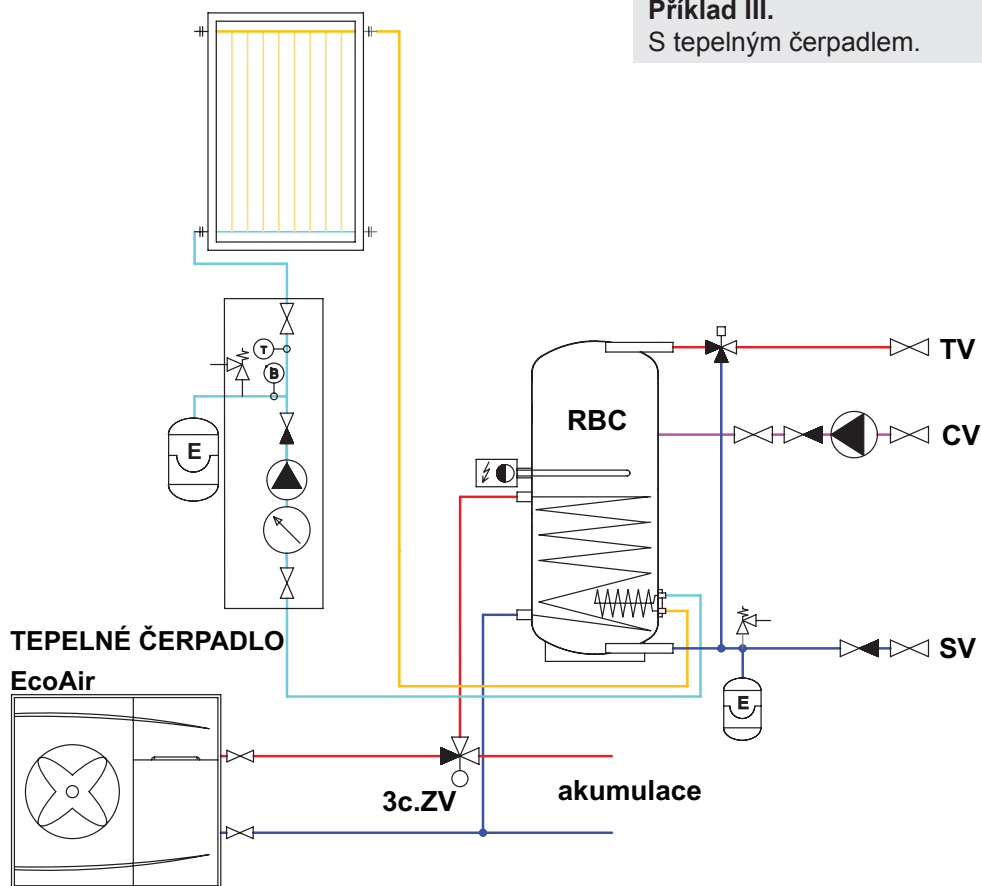 Příklad III.
S tepelným čerpadlem.
T
B
E
RBC
TV
CV
SV
E
TEPELNÉ ČERPADLO
EcoAir
3c.ZV
akumulace